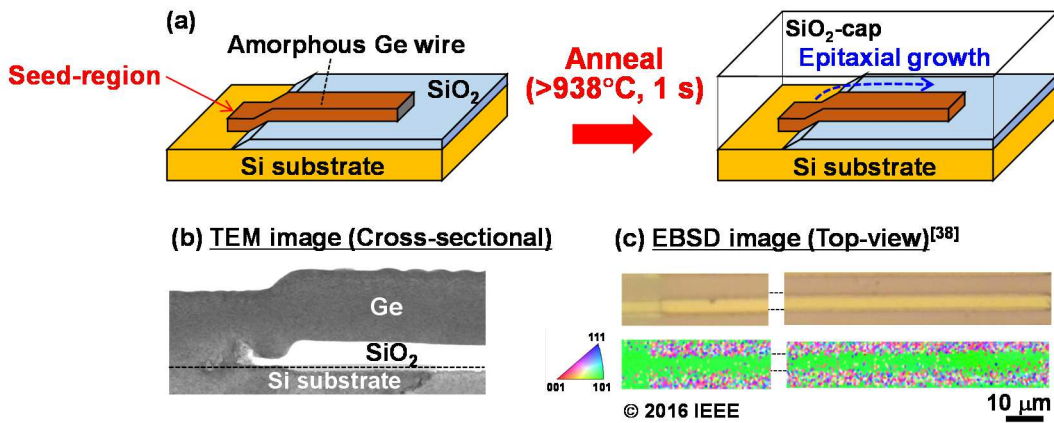 (a)
Amorphous Ge wire
Seed-region
SiO2
Si substrate
Anneal
(>938°C, 1 s)
SiO2-cap
Epitaxial growth
Si substrate
(b) TEM image (Cross-sectional)
Ge
SiO2
Si substrate
(c) EBSD image (Top-view)[38]
111
001
101
© 2016 IEEE
10 μm